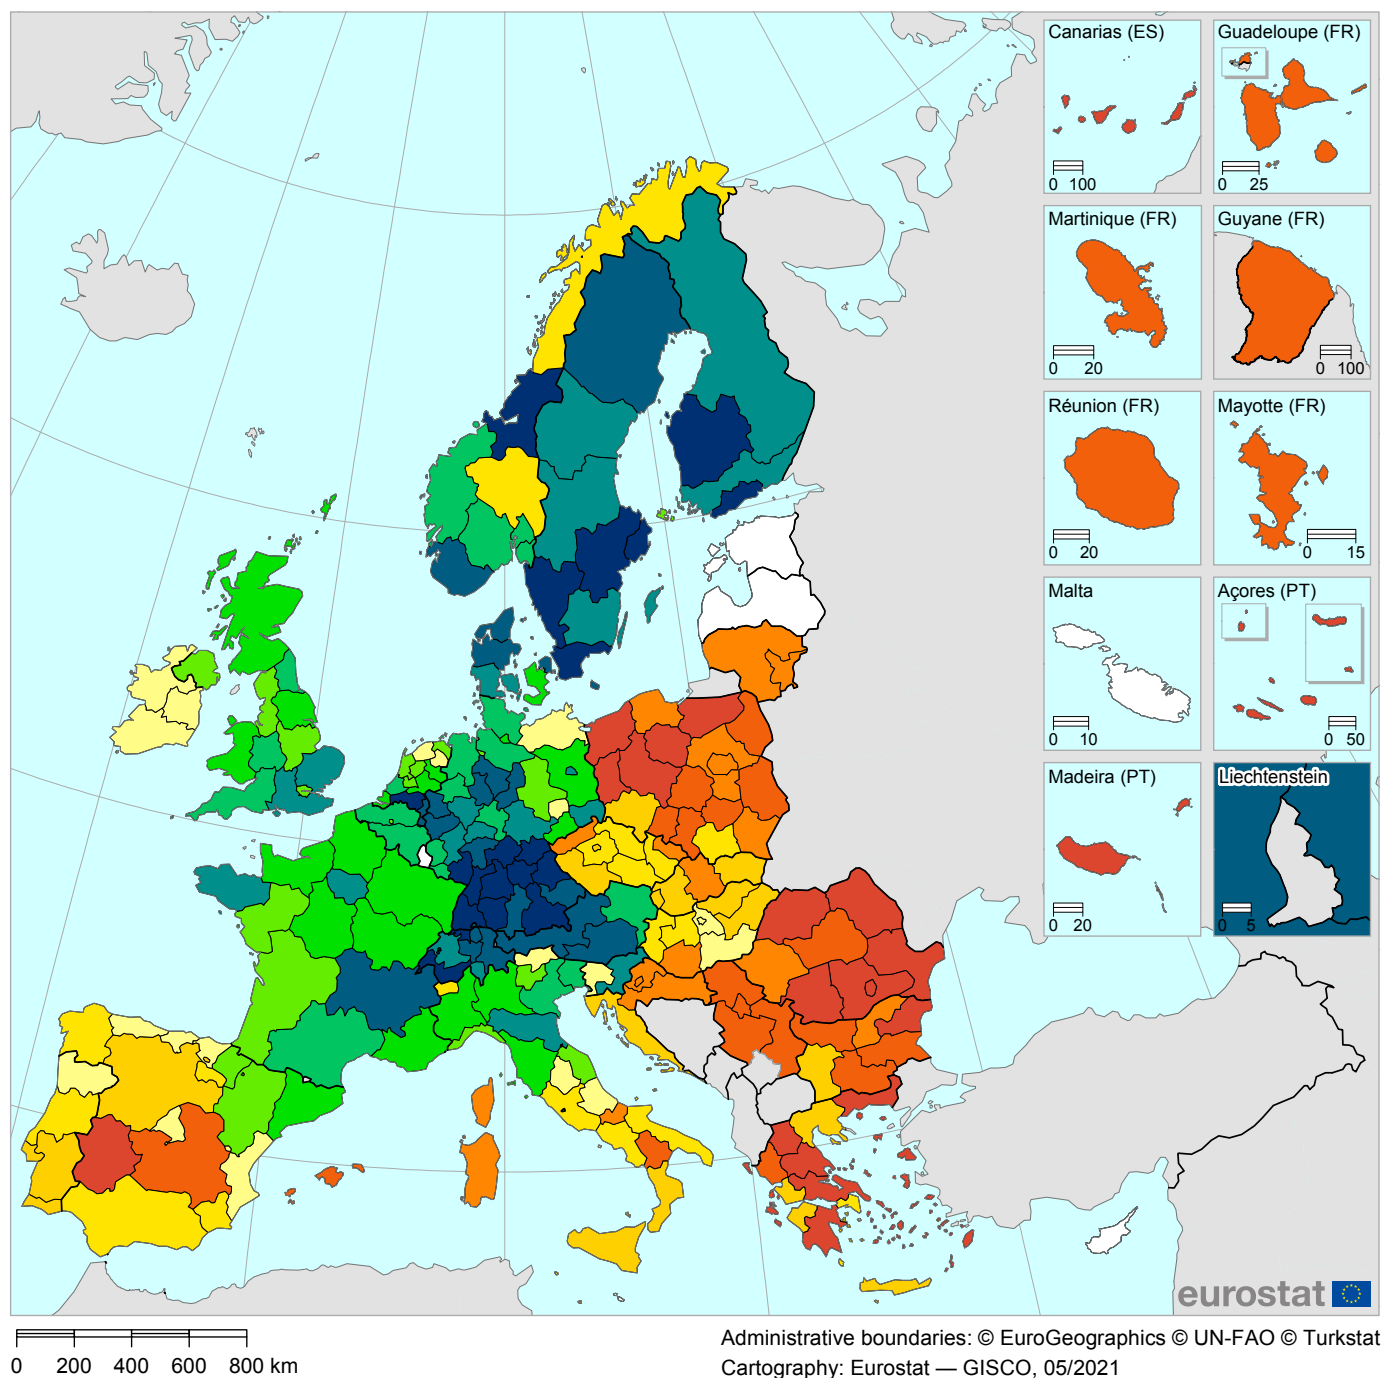 Canarias (ES)
0 100
Guadeloupe (FR)
0 25
Martinique (FR)
0 20
Guyane (FR)
0 100
Réunion (FR)
0 20
Mayotte (FR)
0 15
Malta
0 10
Açores (PT)
0 50
Madeira (PT)
0 20
Liechtenstein
0 5
eurostat
0 200 400 600 800 km
Administrative boundaries: © EuroGeographics © UN-FAO © Turkstat
Cartography: Eurostat — GISCO, 05/2021